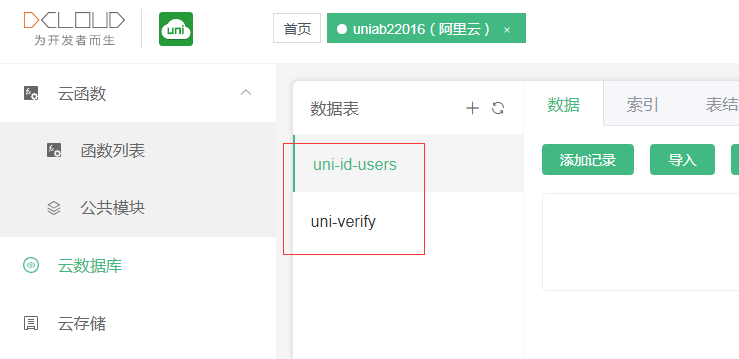 DCLOUD
为开发者而生
uni
首页
uniab22016（阿里云） ×
云函数
函数列表
公共模块
云数据库
云存储
数据表
uni-id-users
uni-verify
数据 索引 表结
添加记录 导入